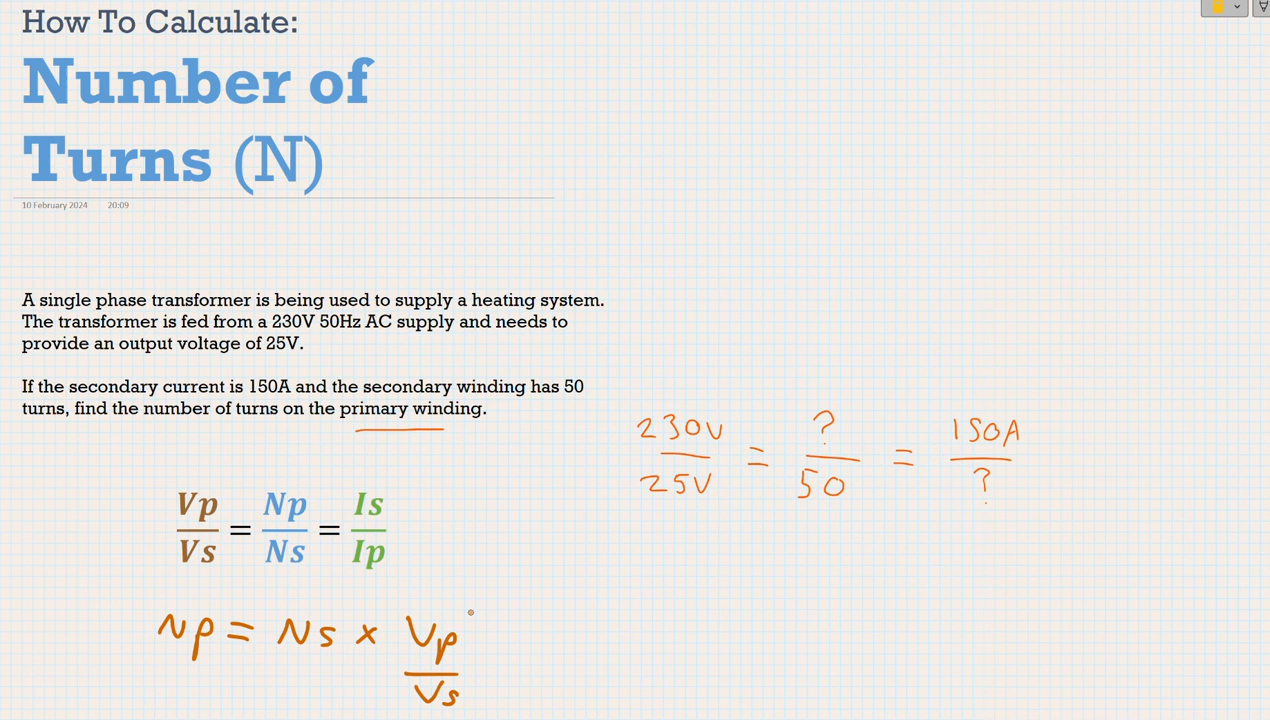 How To Calculate:
Number of
Turns (N)
10 February 2024 20:09
A single phase transformer is being used to supply a heating system.
The transformer is fed from a 230V 50Hz AC supply and needs to
provide an output voltage of 25V.
If the secondary current is 150A and the secondary winding has 50
turns, find the number of turns on the primary winding.
230V/25V = ?/50 = 150A/?
Vp/Vs = Np/Ns = Is/Ip
Np = Ns × Vp/Vs